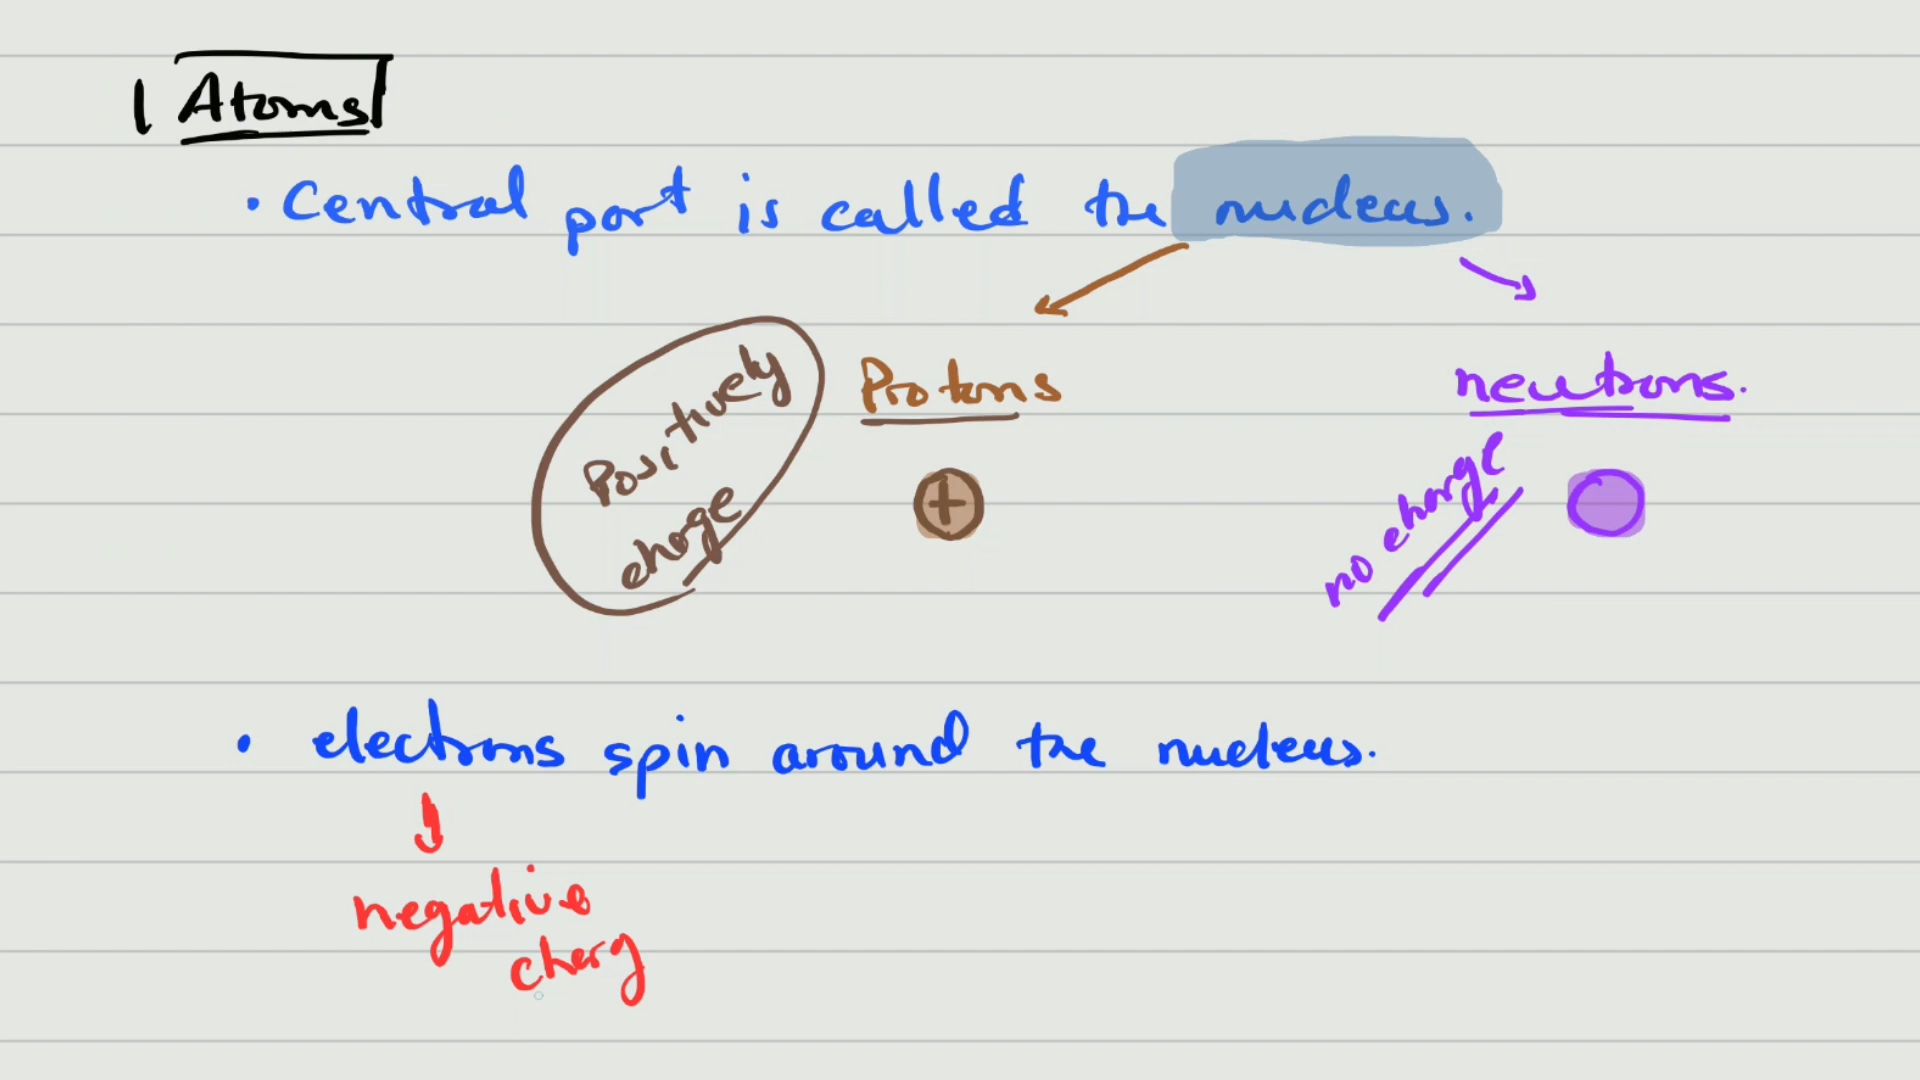 Atoms
• Central part is called the nucleus.
Protons
neutrons.
Positively
charge
+
no charge
• electrons spin around the nucleus.
negative
charg